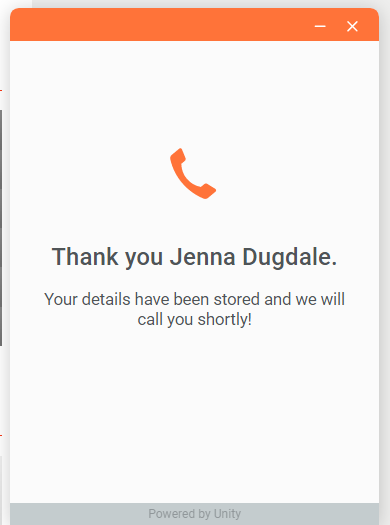 Thank you Jenna Dugdale.
Your details have been stored and we will
call you shortly!
Powered by Unity